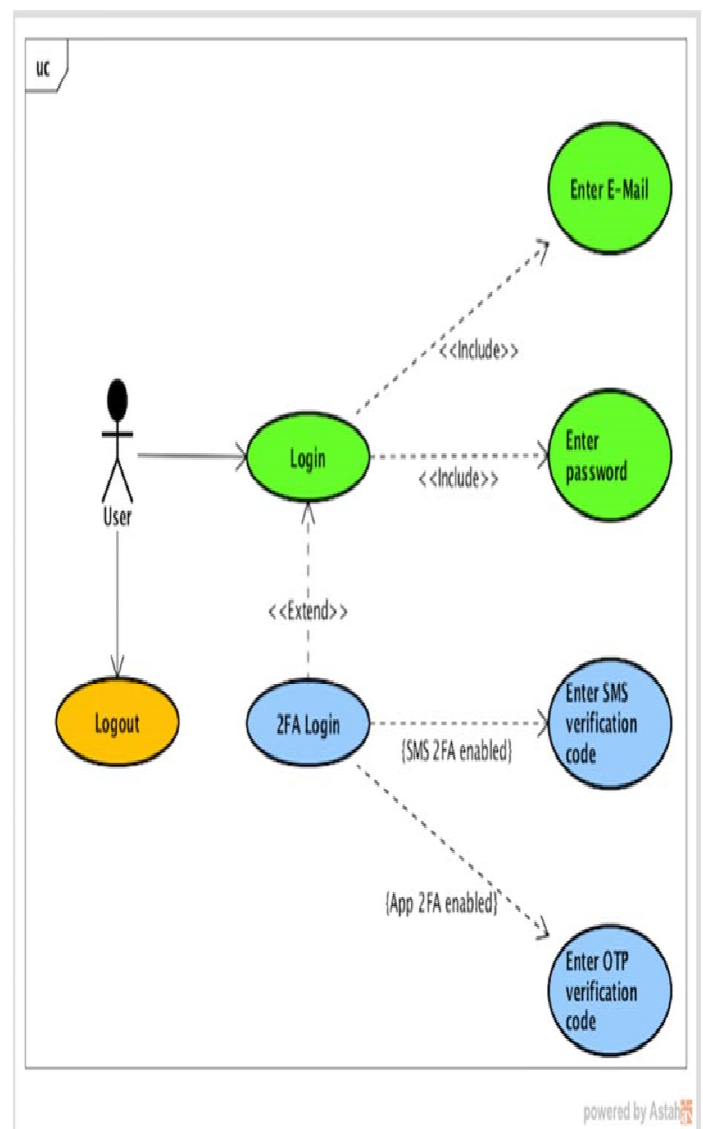 uc
Enter E-Mail
<<Include>>
Login
Enter
password
<<Include>>
User
<<Extend>>
Logout
2FA Login
Enter SMS
verification
code
{SMS 2FA enabled}
{App 2FA enabled}
Enter OTP
verification
code
powered by Astah